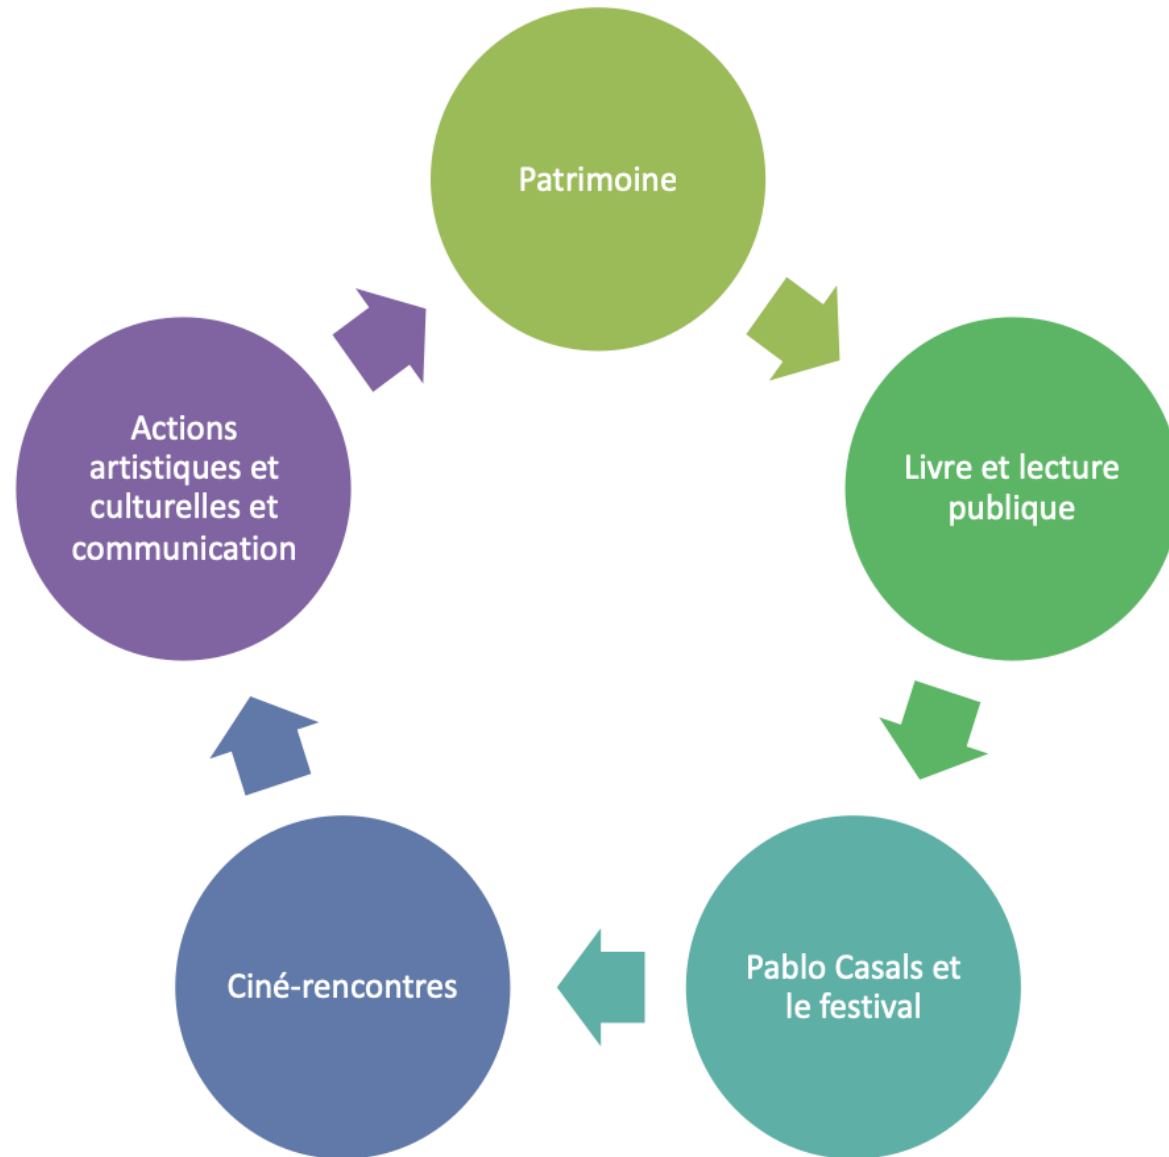 Patrimoine
Livre et lecture
publique
Pablo Casals et
le festival
Ciné-rencontres
Actions
artistiques et
culturelles et
communication